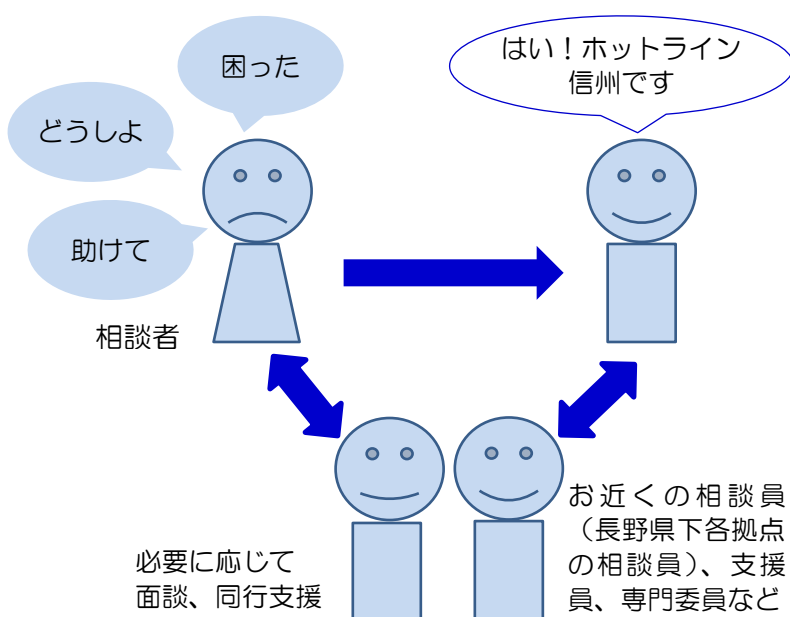 困った
はい！ホットライン
信州です
どうしよ
助けて
相談者
お近くの相談員
（長野県下各拠点
の相談員）、支援
員、専門委員など
必要に応じて
面談、同行支援